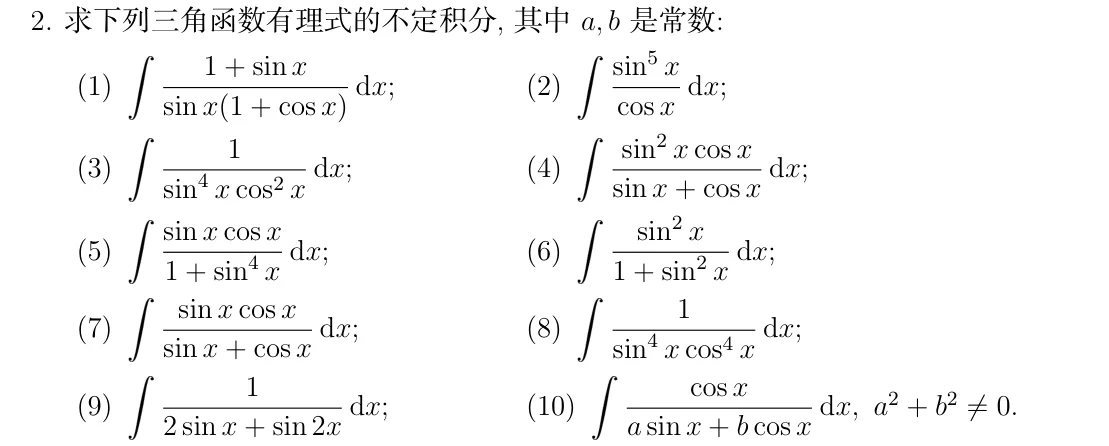 2. 求下列三角函数有理式的不定积分, 其中 a, b 是常数:
(1) ∫ (1 + sin x)/(sin x(1 + cos x)) dx; (2) ∫ (sin⁵ x)/(cos x) dx;
(3) ∫ 1/(sin⁴ x cos² x) dx; (4) ∫ (sin² x cos x)/(sin x + cos x) dx;
(5) ∫ (sin x cos x)/(1 + sin⁴ x) dx; (6) ∫ (sin² x)/(1 + sin² x) dx;
(7) ∫ (sin x cos x)/(sin x + cos x) dx; (8) ∫ 1/(sin⁴ x cos⁴ x) dx;
(9) ∫ 1/(2 sin x + sin 2x) dx; (10) ∫ (cos x)/(a sin x + b cos x) dx, a² + b² ≠ 0.